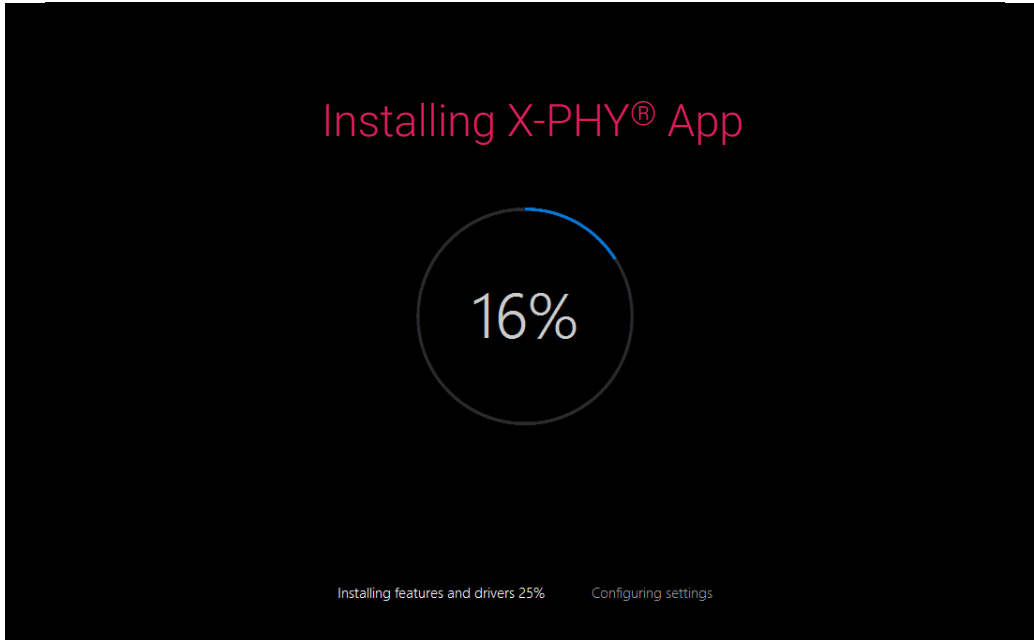 Installing X-PHY® App
16%
Installing features and drivers 25% Configuring settings